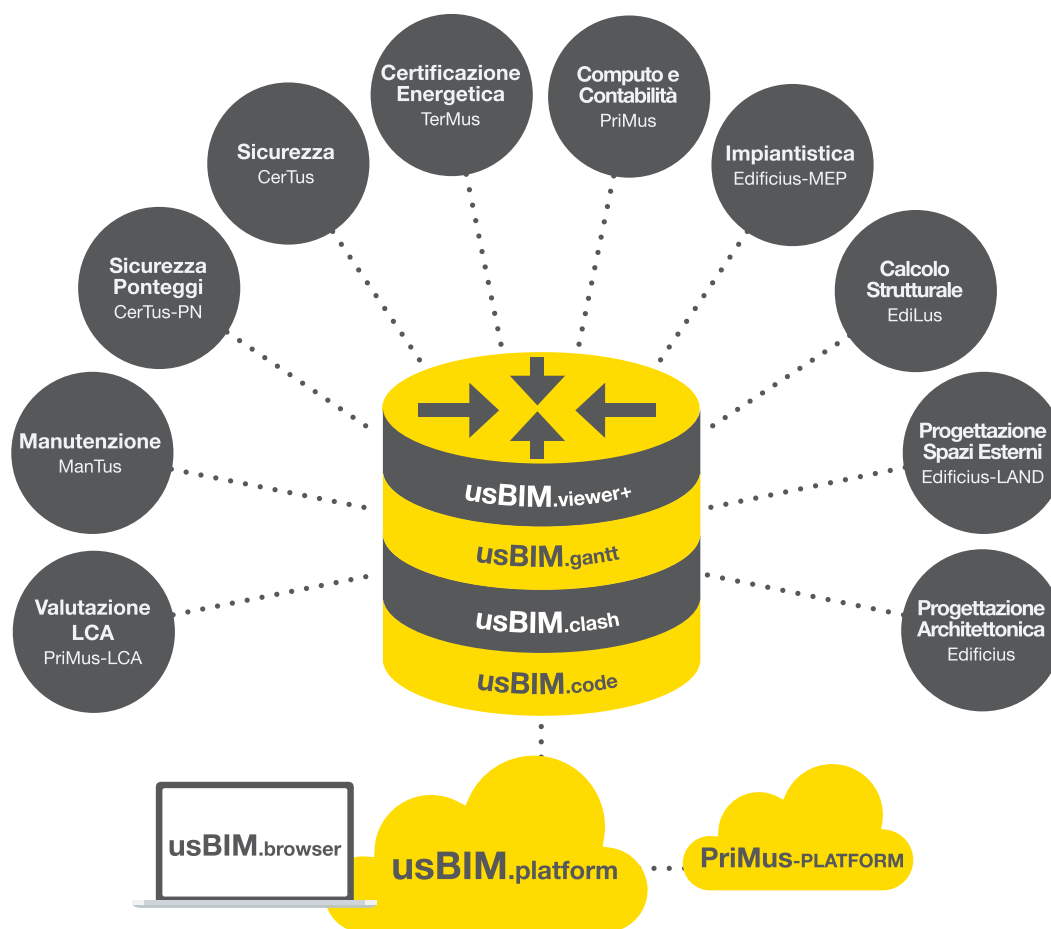 Certificazione
Energetica
TerMus
Computo e
Contabilità
PriMus
Sicurezza
CerTus
Impiantistica
Edificius-MEP
Sicurezza
Ponteggi
CerTus-PN
Calcolo
Strutturale
EdiLus
Manutenzione
ManTus
Progettazione
Spazi Esterni
Edificius-LAND
Valutazione
LCA
PriMus-LCA
Progettazione
Architettonica
Edificius
usBIM.viewer+
usBIM.gantt
usBIM.clash
usBIM.code
usBIM.browser
usBIM.platform
PriMus-PLATFORM